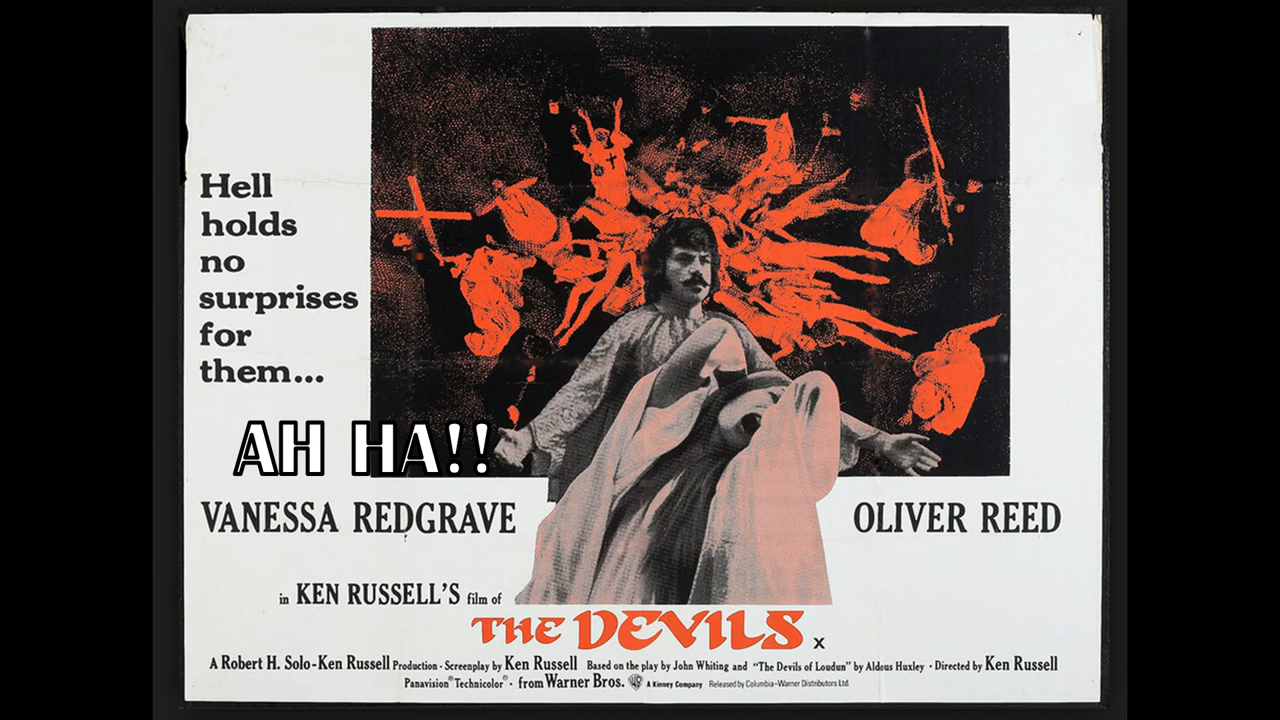 Hell
holds
no
surprises
for
them...
AH HA!!
VANESSA REDGRAVE
OLIVER REED
in KEN RUSSELL'S film of
THE DEVILS X
A Robert H. Solo-Ken Russell Production · Screenplay by Ken Russell Based on the play by John Whiting and "The Devils of Loudun" by Aldous Huxley · Directed by Ken Russell
Panavision® Technicolor® · from Warner Bros. WB A Kinney Company Released by Columbia-Warner Distributors Ltd.